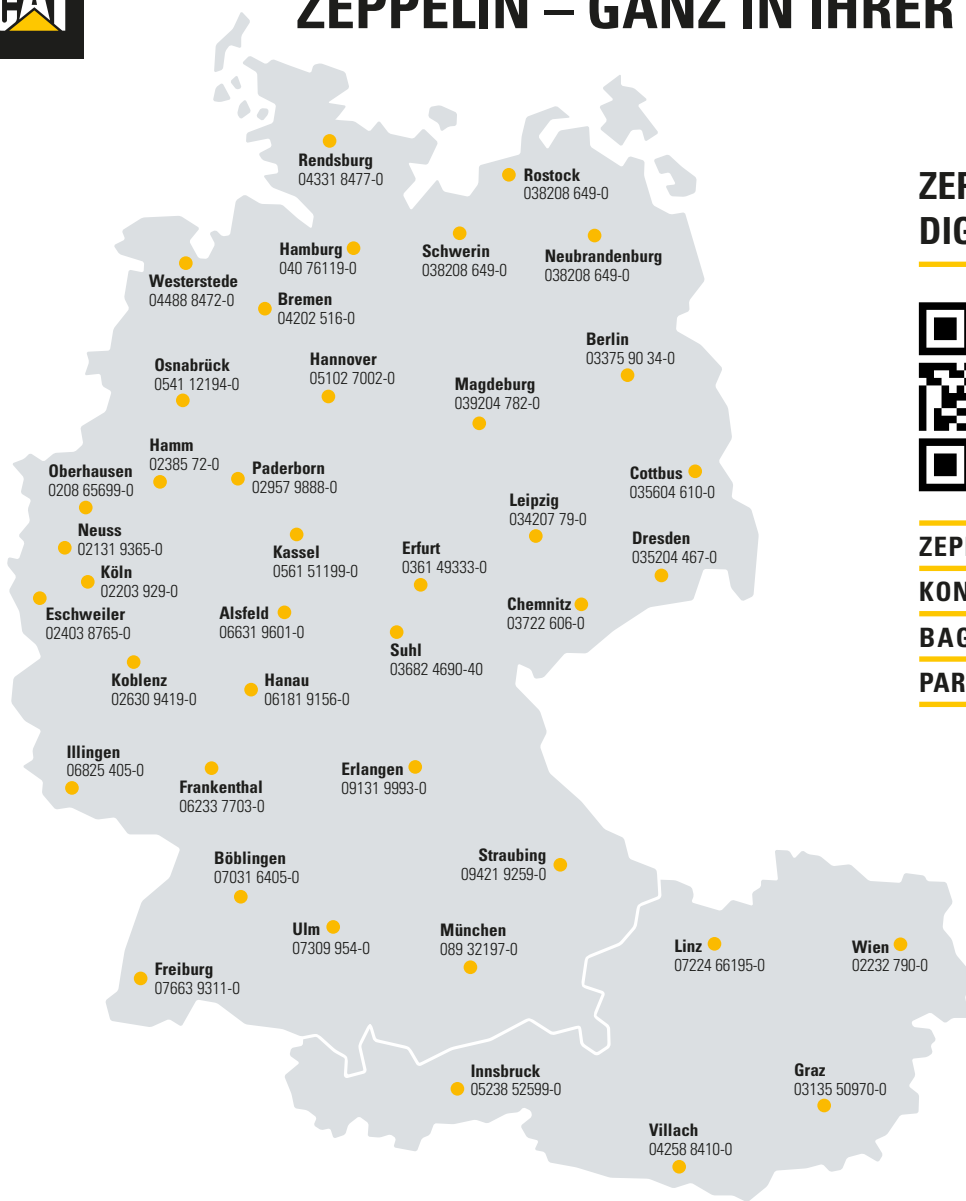 ZEPPELIN – GANZ IN IHRER
Rendsburg
04331 8477-0
Rostock
038208 649-0
Hamburg
040 76119-0
Schwerin
038208 649-0
Neubrandenburg
038208 649-0
Westerstede
04488 8472-0
Bremen
04202 516-0
Berlin
03375 90 34-0
Osnabrück
0541 12194-0
Hannover
05102 7002-0
Magdeburg
039204 782-0
Hamm
02385 72-0
Oberhausen
0208 65699-0
Paderborn
02957 9888-0
Cottbus
035604 610-0
Leipzig
034207 79-0
Neuss
02131 9365-0
Kassel
0561 51199-0
Erfurt
0361 49333-0
Dresden
035204 467-0
Köln
02203 929-0
Eschweiler
02403 8765-0
Alsfeld
06631 9601-0
Chemnitz
03722 606-0
Suhl
03682 4690-40
Koblenz
02630 9419-0
Hanau
06181 9156-0
Illingen
06825 405-0
Frankenthal
06233 7703-0
Erlangen
09131 9993-0
Böblingen
07031 6405-0
Straubing
09421 9259-0
Ulm
07309 954-0
München
089 32197-0
Freiburg
07663 9311-0
Linz
07224 66195-0
Wien
02232 790-0
Innsbruck
05238 52599-0
Graz
03135 50970-0
Villach
04258 8410-0
DIG
KON
BAG
PAR